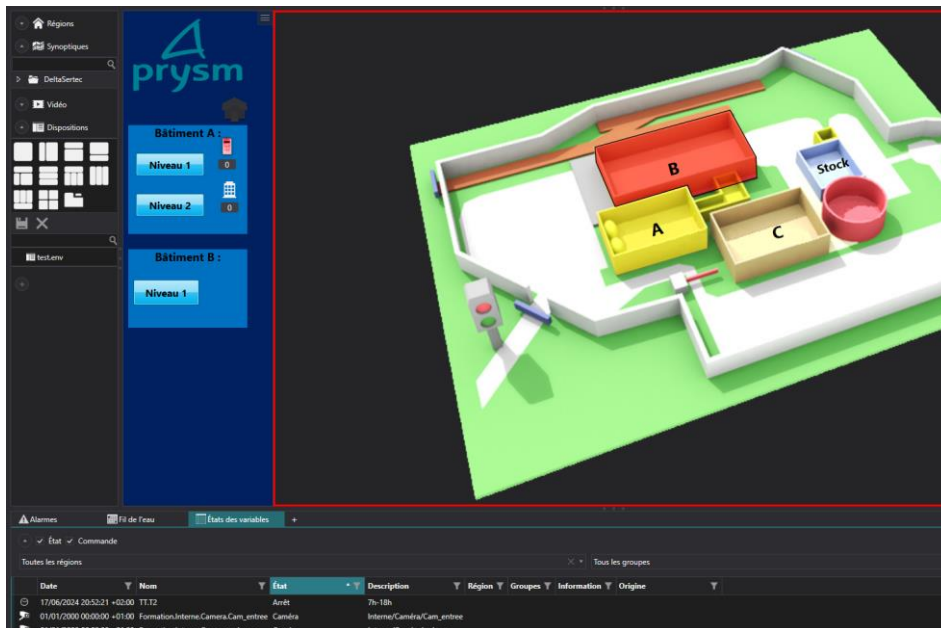 Régions
Synoptiques
DeltaSertec
Vidéo
Dispositions
test.env
prysm
Bâtiment A :
Niveau 1
0
Niveau 2
0
Bâtiment B :
Niveau 1
B
A
C
Stock
Alarmes Fil de l'eau États des variables +
État Commande
Toutes les régions Tous les groupes
Date Nom État Description Région Groupes Information Origine
17/06/2024 20:52:21 +02:00 TT.T2 Arrêt 7h-18h
01/01/2000 00:00:00 +01:00 Formation.Interne.Camera.Cam_entree Caméra Interne/Caméra/Cam_entree